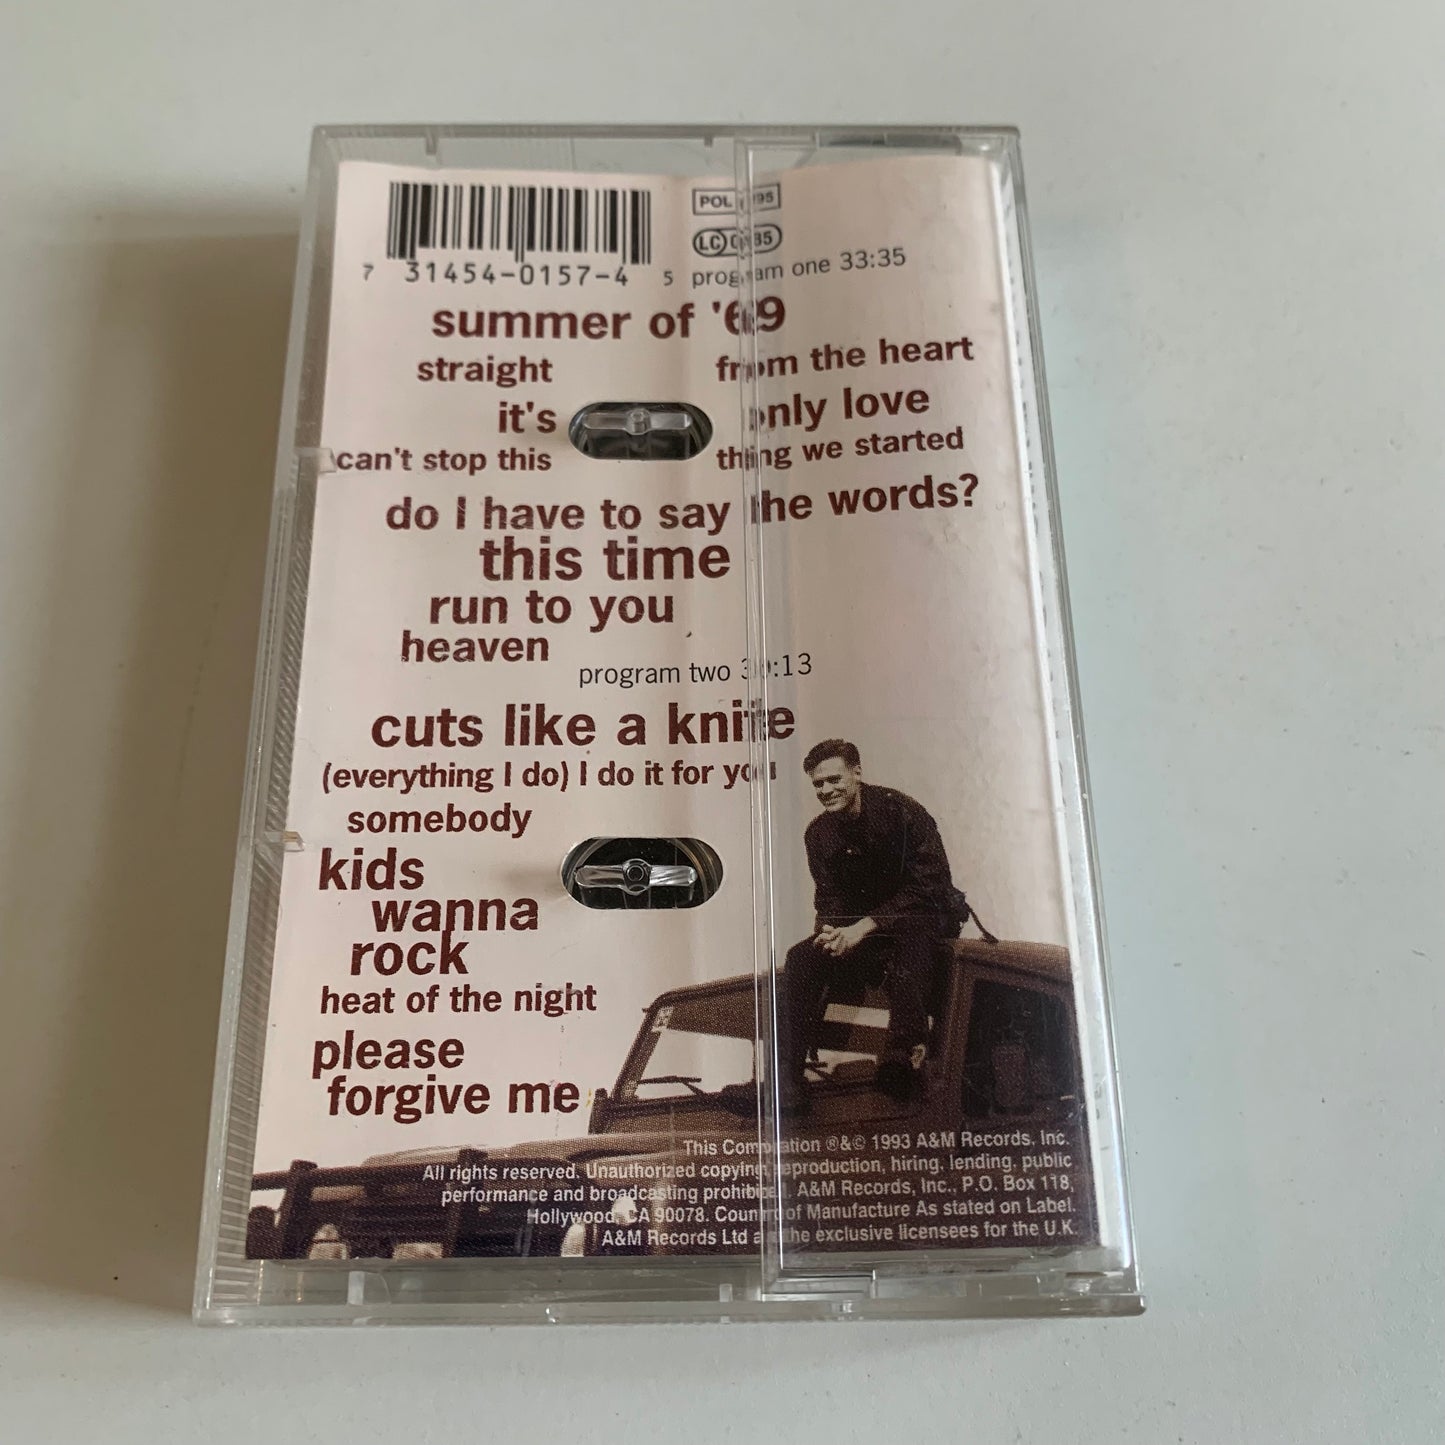 POL 95
LC 85
7 31454-0157-4 5
program one 33:35
summer of '69
straight from the heart
it's only love
can't stop this thing we started
do I have to say the words?
this time
run to you
heaven
program two 30:13
cuts like a knife
(everything I do) I do it for you
somebody
kids
wanna
rock
heat of the night
please
forgive me
This Compilation ℗&© 1993 A&M Records, Inc.
All rights reserved. Unauthorized copying, reproduction, hiring, lending, public
performance and broadcasting prohibited. A&M Records, Inc., P.O. Box 118,
Hollywood, CA 90078. Country of Manufacture As stated on Label.
A&M Records Ltd are the exclusive licensees for the U.K.